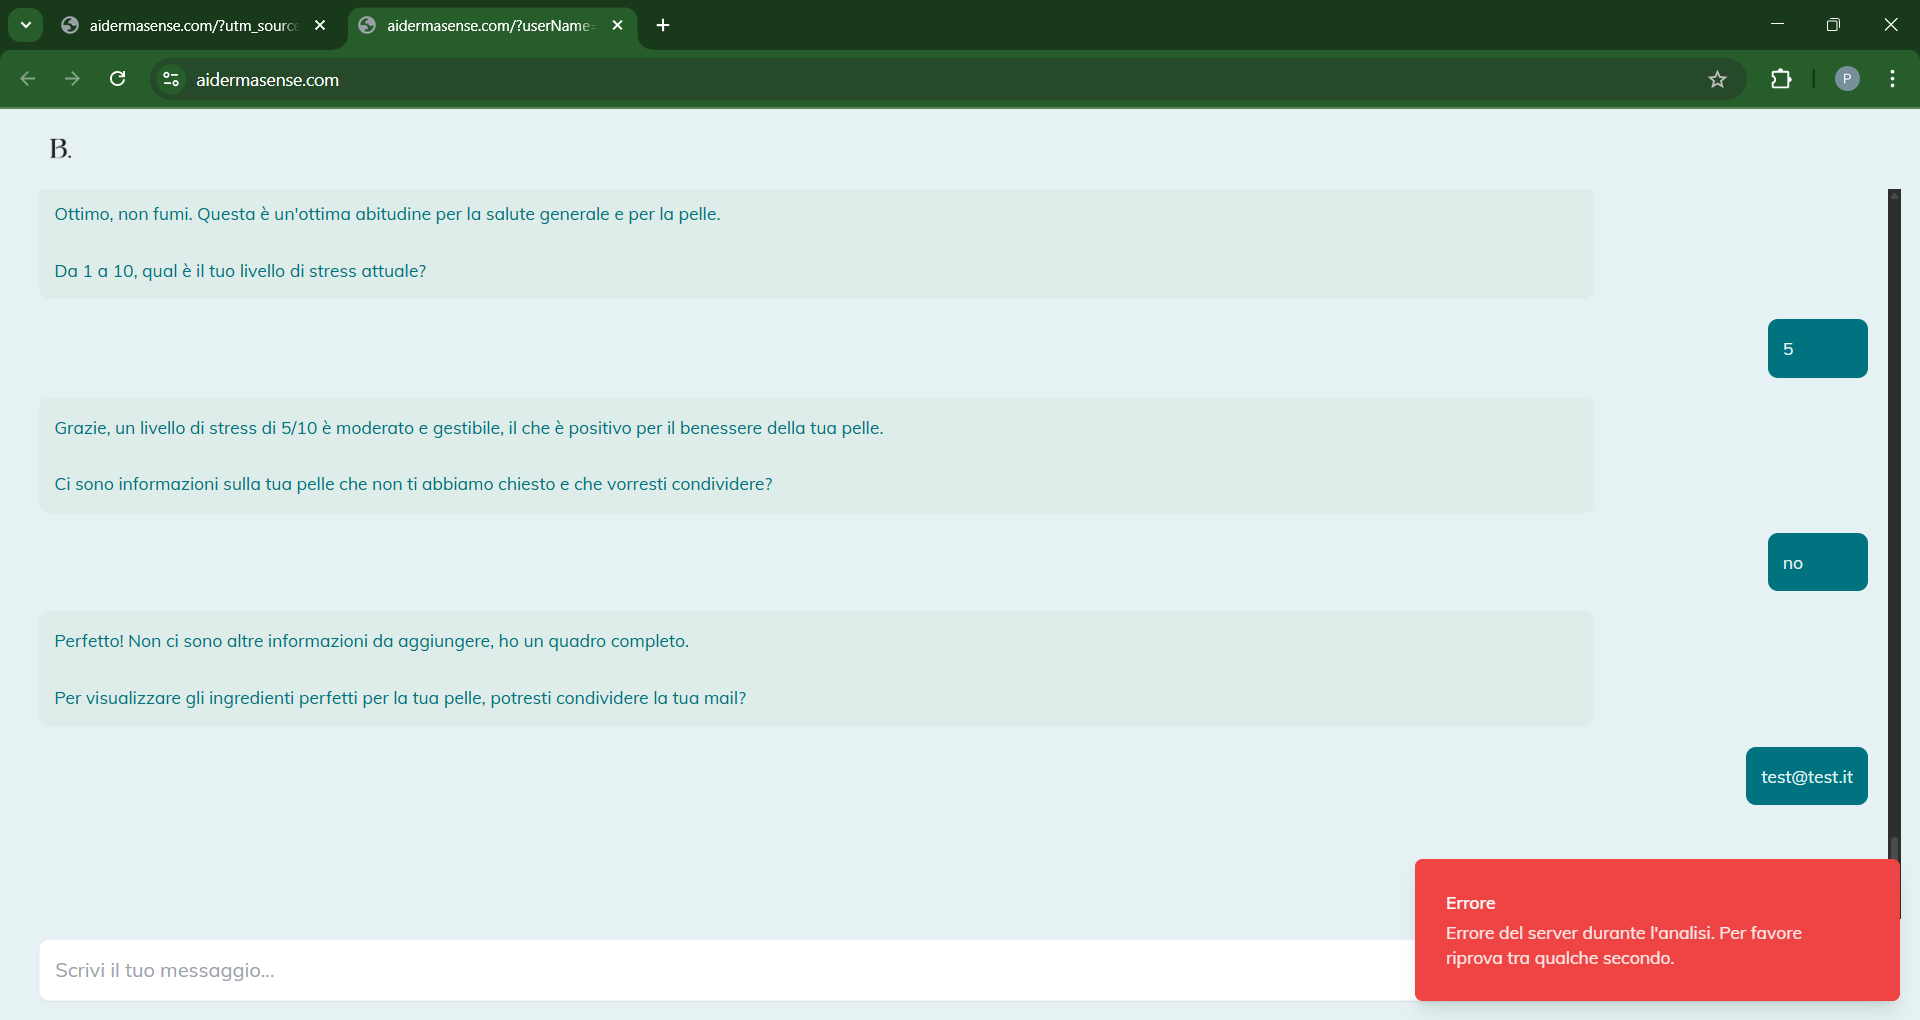 aidermasense.com/?utm_source
aidermasense.com/?userName=
aidermasense.com
P
B.
Ottimo, non fumi. Questa è un'ottima abitudine per la salute generale e per la pelle.
Da 1 a 10, qual è il tuo livello di stress attuale?
5
Grazie, un livello di stress di 5/10 è moderato e gestibile, il che è positivo per il benessere della tua pelle.
Ci sono informazioni sulla tua pelle che non ti abbiamo chiesto e che vorresti condividere?
no
Perfetto! Non ci sono altre informazioni da aggiungere, ho un quadro completo.
Per visualizzare gli ingredienti perfetti per la tua pelle, potresti condividere la tua mail?
test@test.it
Errore
Errore del server durante l'analisi. Per favore
riprova tra qualche secondo.
Scrivi il tuo messaggio...